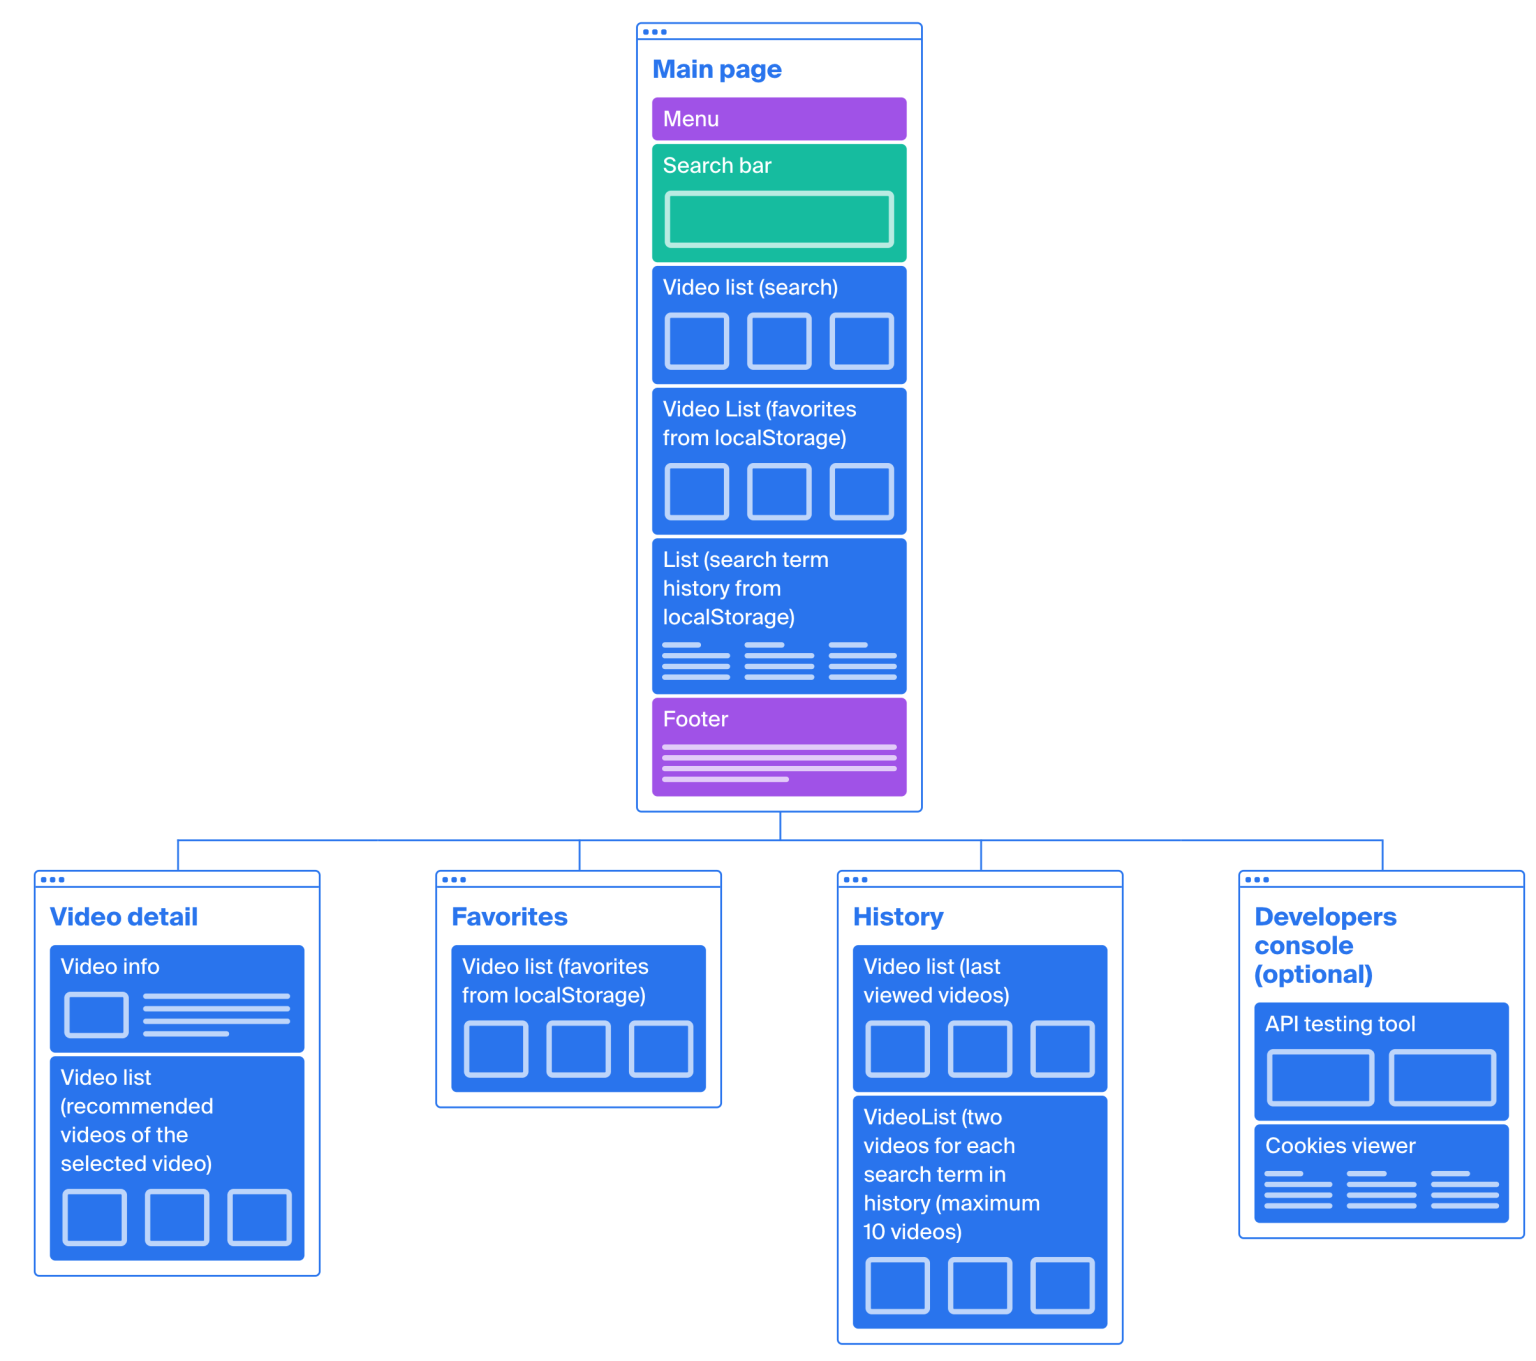 Main page
Menu
Search bar
Video list (search)
Video List (favorites
from localStorage)
List (search term
history from
localStorage)
Footer
Video detail
Video info
Video list
(recommended
videos of the
selected video)
Favorites
Video list (favorites
from localStorage)
History
Video list (last
viewed videos)
VideoList (two
videos for each
search term in
history (maximum
10 videos)
Developers
console
(optional)
API testing tool
Cookies viewer